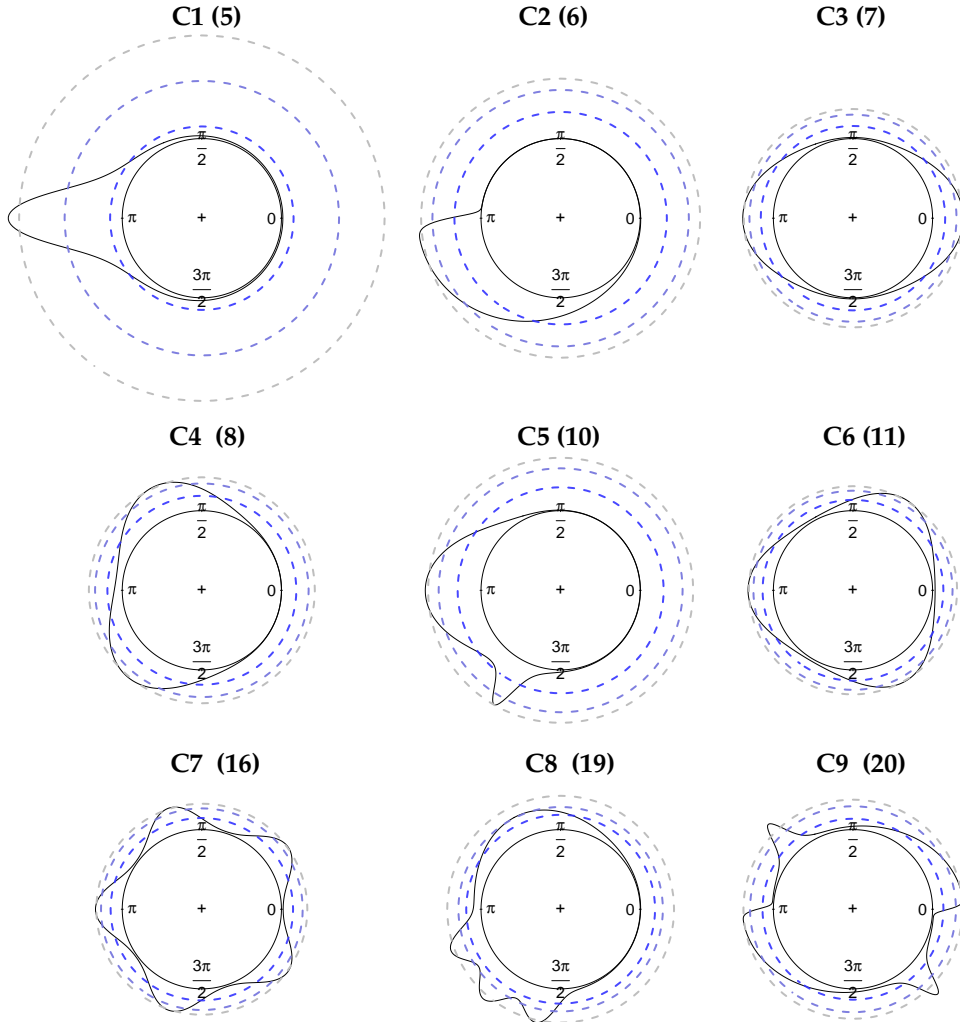 C1 (5) C2 (6) C3 (7)
π/2 π/2 π/2
π + 0 π + 0 π + 0
3π/2 3π/2 3π/2
C4 (8) C5 (10) C6 (11)
π/2 π/2 π/2
π + 0 π + 0 π + 0
3π/2 3π/2 3π/2
C7 (16) C8 (19) C9 (20)
π/2 π/2 π/2
π + 0 π + 0 π + 0
3π/2 3π/2 3π/2